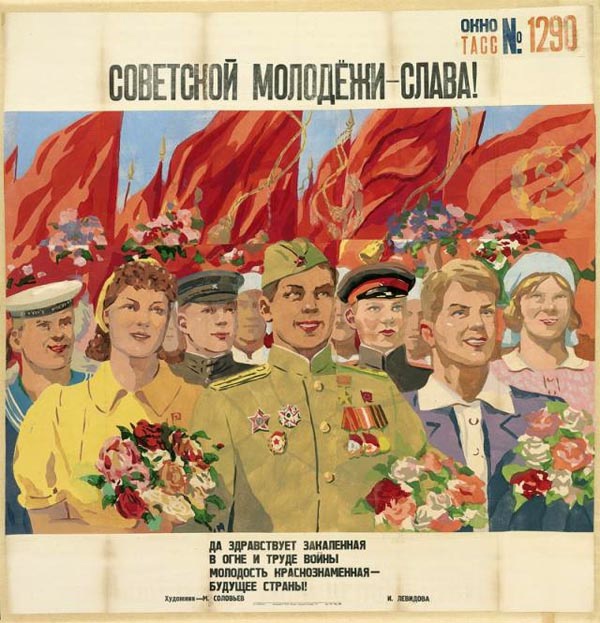 ОКНО
ТАСС № 1290
СОВЕТСКОЙ МОЛОДЁЖИ—СЛАВА!
ДА ЗДРАВСТВУЕТ ЗАКАЛЕННАЯ
В ОГНЕ И ТРУДЕ ВОЙНЫ
МОЛОДОСТЬ КРАСНОЗНАМЕННАЯ—
БУДУЩЕЕ СТРАНЫ!
Художник—М. СОЛОВЬЕВ И. ЛЕВИДОВА